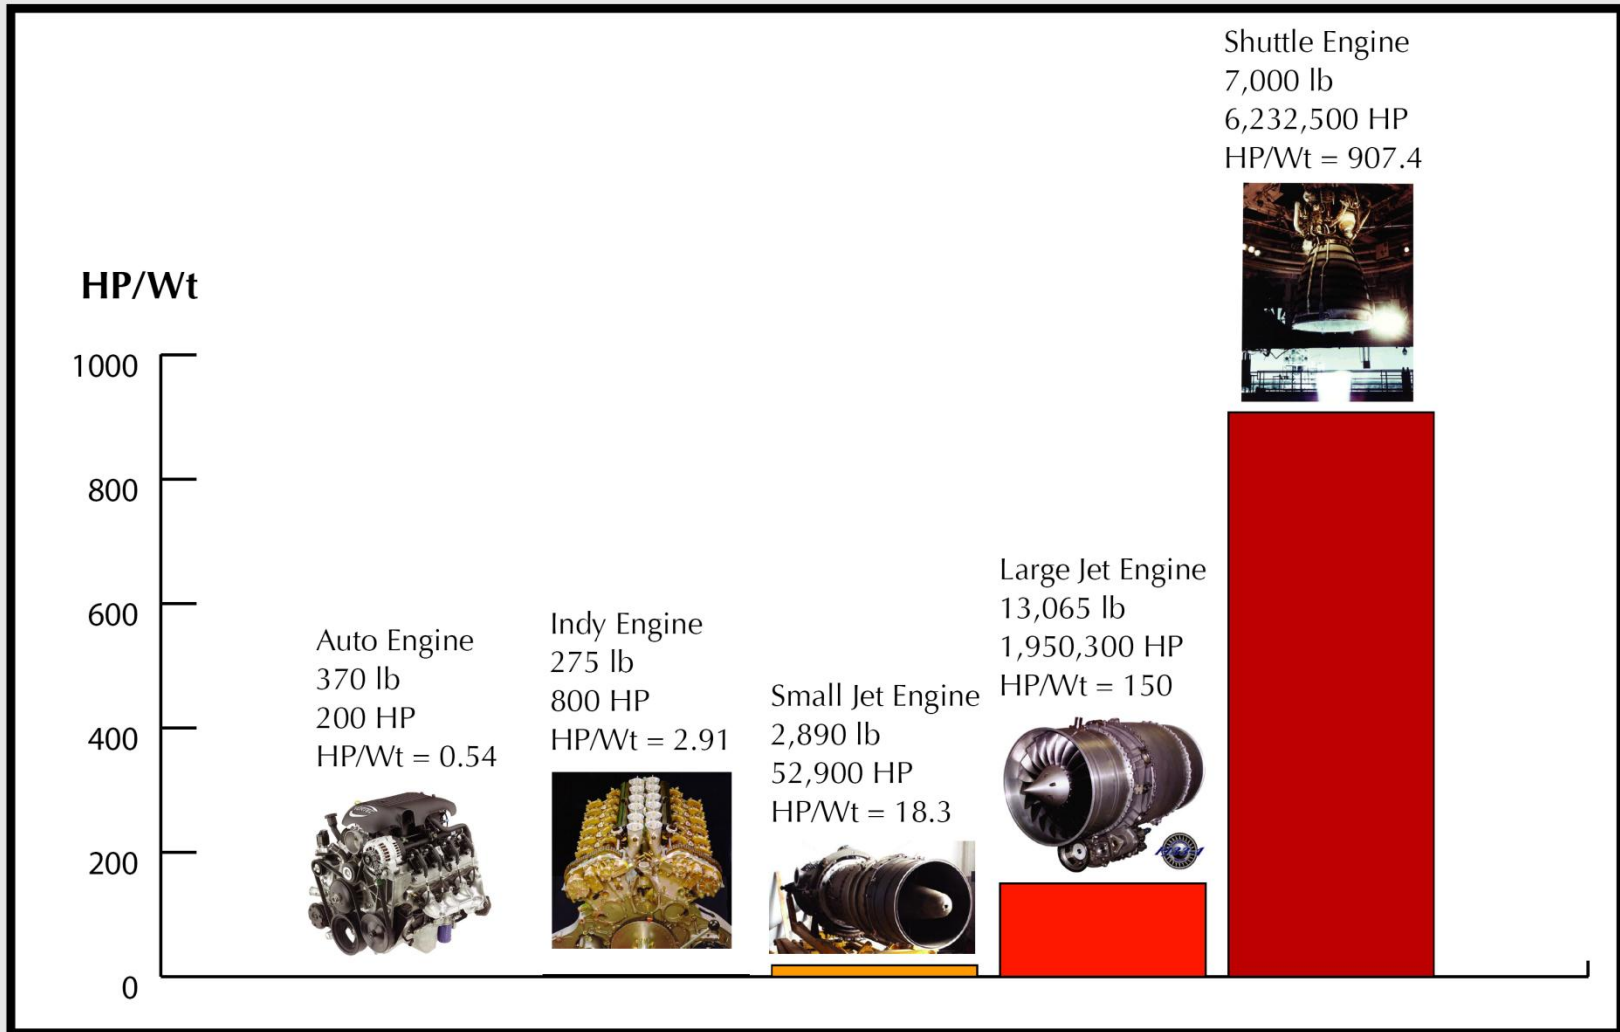 Shuttle Engine
7,000 lb
6,232,500 HP
HP/Wt = 907.4
HP/Wt
1000
800
600
400
200
0
Auto Engine
370 lb
200 HP
HP/Wt = 0.54
Indy Engine
275 lb
800 HP
HP/Wt = 2.91
Small Jet Engine
2,890 lb
52,900 HP
HP/Wt = 18.3
Large Jet Engine
13,065 lb
1,950,300 HP
HP/Wt = 150